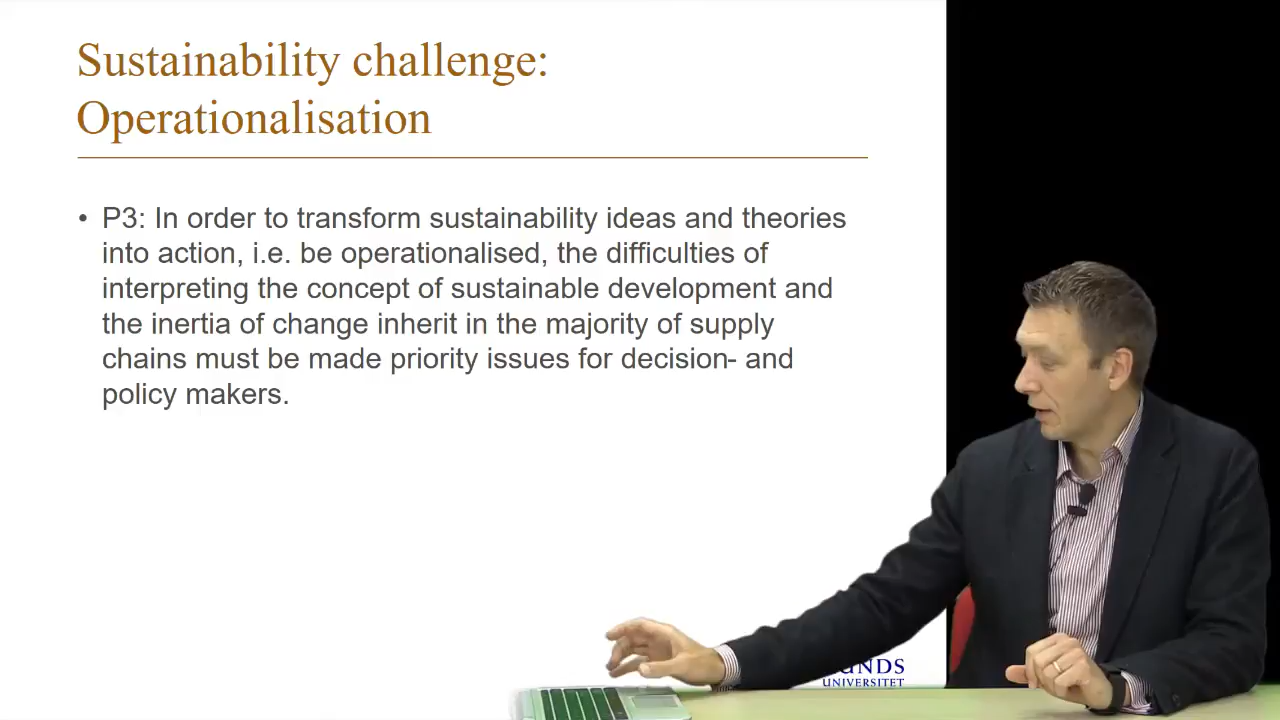 Sustainability challenge:
Operationalisation
• P3: In order to transform sustainability ideas and theories
into action, i.e. be operationalised, the difficulties of
interpreting the concept of sustainable development and
the inertia of change inherit in the majority of supply
chains must be made priority issues for decision- and
policy makers.
UNIVERSITET